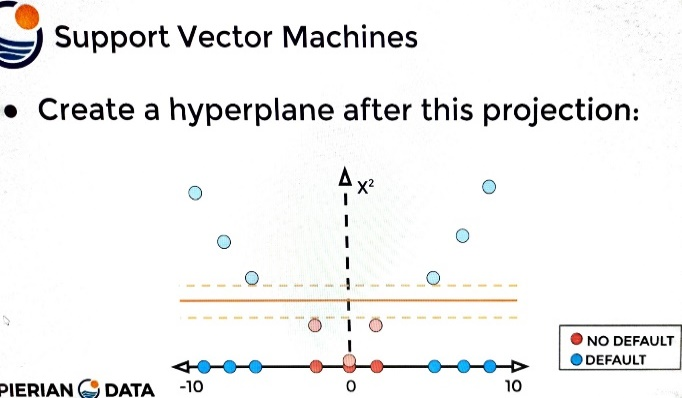 Support Vector Machines
• Create a hyperplane after this projection:
X²
NO DEFAULT
DEFAULT
PIERIAN DATA
-10 0 10